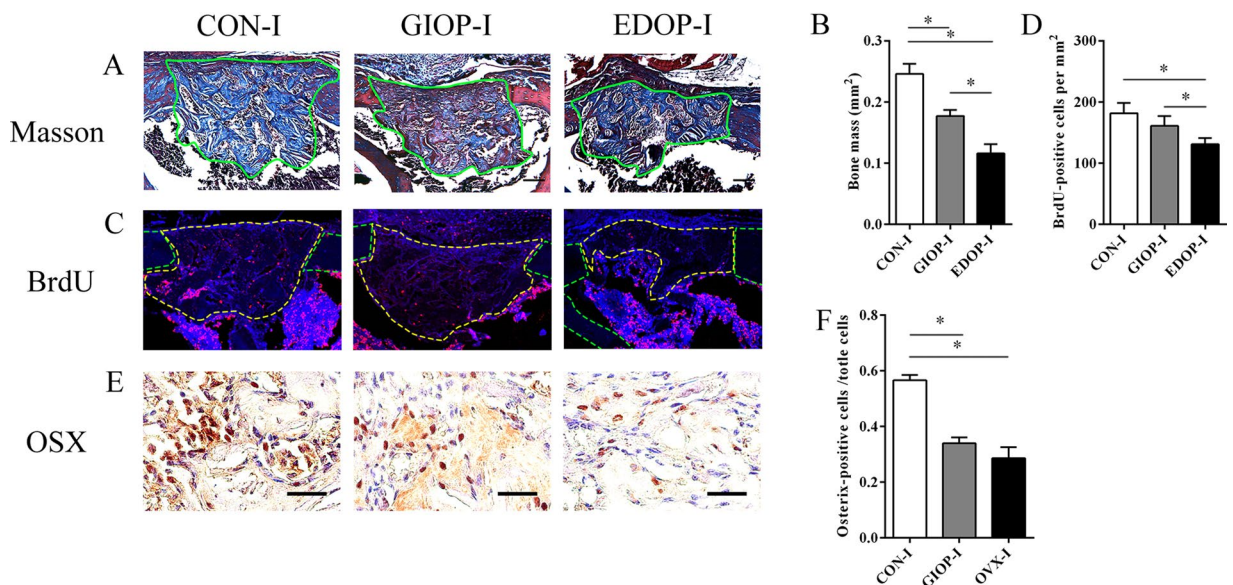 CON-I GIOP-I EDOP-I
A
Masson
C
BrdU
E
OSX
B
Bone mass (mm²)
0.3
0.2
0.1
0.0
* * *
CON-I GIOP-I EDOP-I
D
BrdU-positive cells per mm²
300
200
100
0
* *
CON-I GIOP-I EDOP-I
F
Osterix-positive cells /totle cells
0.8
0.6
0.4
0.2
0.0
* *
CON-I GIOP-I OVX-I